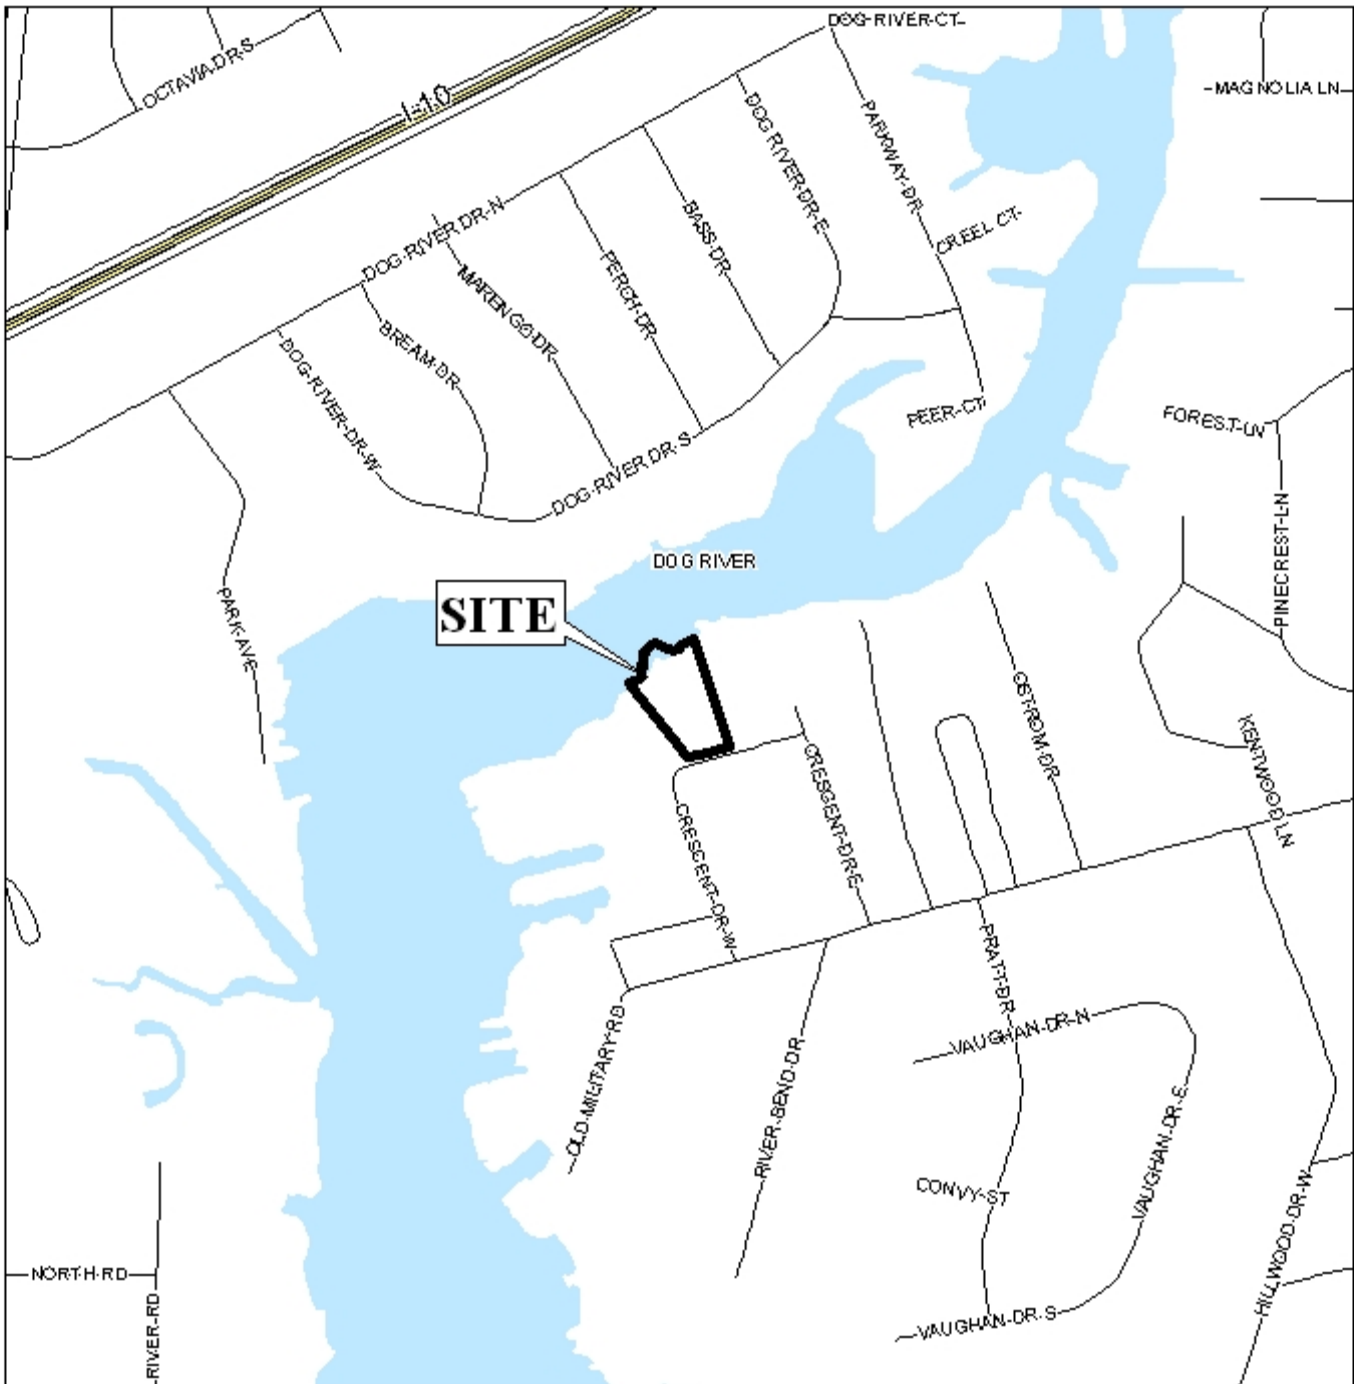 DOG RIVER CT
OCTAVIA DR S
I-10
MAGNOLIA LN
DOG RIVER DR E
PARKWAY DR
BASS DR
DOG RIVER DR N
CREEL CT
PERCH DR
MARENGO DR
BREAM DR
DOG RIVER DR W
PEER CT
FOREST LN
DOG RIVER DR S
PINECREST LN
DOG RIVER
PARK AVE
SITE
OSTROM DR
KENTWOOD LN
CRESCENT DR E
CRESCENT DR W
PRATT DR
OLD MILITARY RD
RIVER BEND DR
VAUGHAN DR N
VAUGHAN DR E
CONVY ST
HILLWOOD DR W
NORTH RD
RIVER RD
VAUGHAN DR S